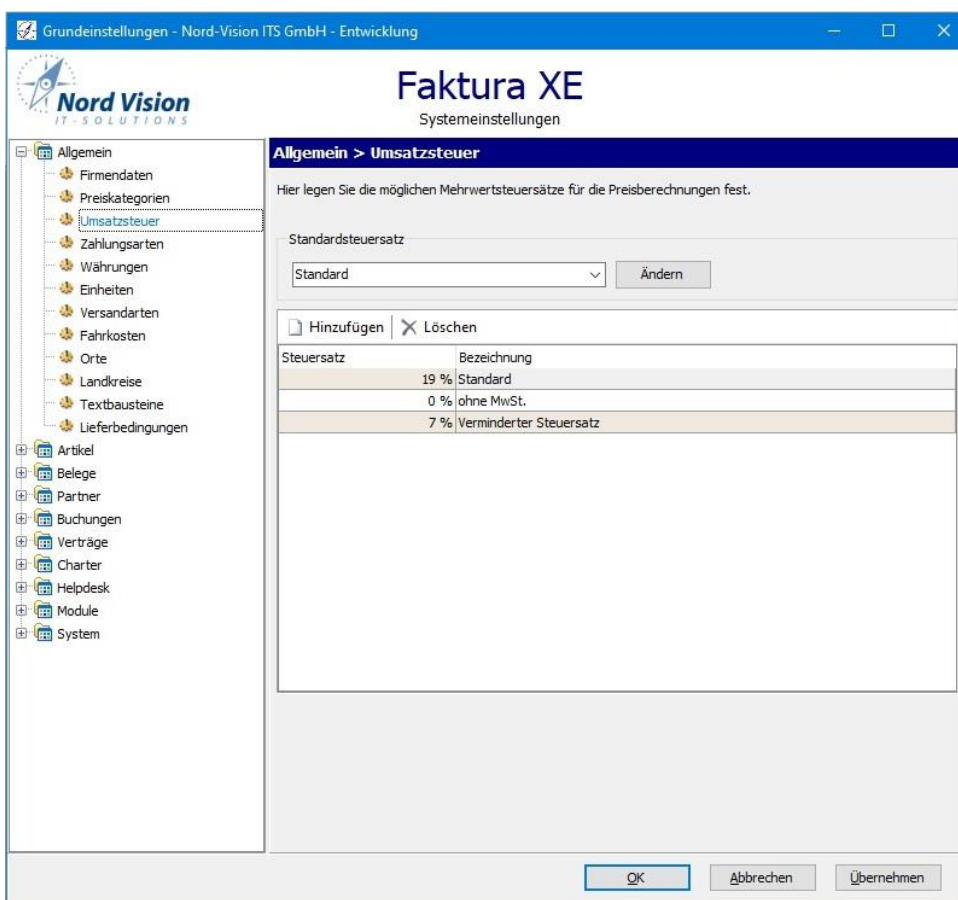 Grundeinstellungen - Nord-Vision ITS GmbH - Entwicklung
Nord Vision
IT-SOLUTIONS
Faktura XE
Systemeinstellungen
Allgemein
Firmendaten
Preiskategorien
Umsatzsteuer
Zahlungsarten
Währungen
Einheiten
Versandarten
Fahrkosten
Orte
Landkreise
Textbausteine
Lieferbedingungen
Artikel
Belege
Partner
Buchungen
Verträge
Charter
Helpdesk
Module
System
Allgemein > Umsatzsteuer
Hier legen Sie die möglichen Mehrwertsteuersätze für die Preisberechnungen fest.
Standardsteuersatz
Standard Ändern
Hinzufügen Löschen
Steuersatz Bezeichnung
19 % Standard
0 % ohne MwSt.
7 % Verminderter Steuersatz
OK Abbrechen Übernehmen